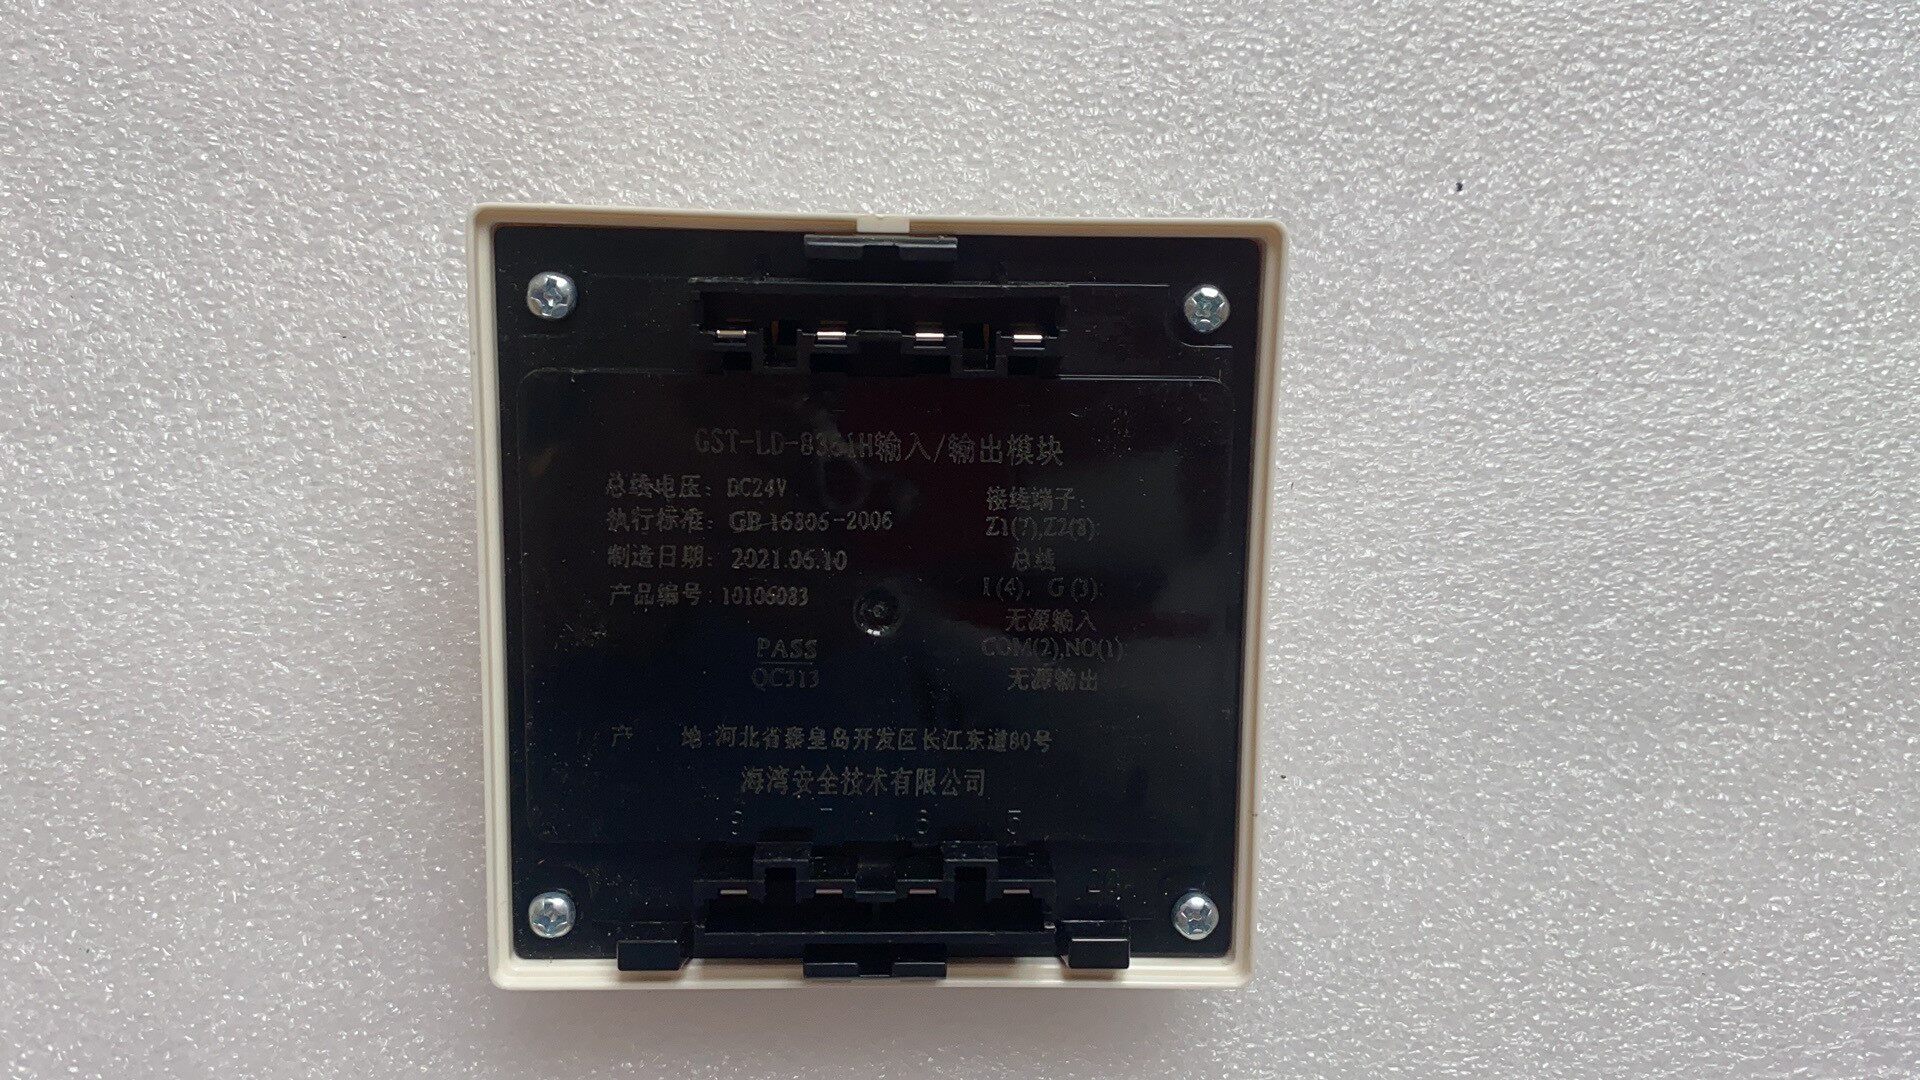 GST-LD-8361H输入/输出模块
总线电压: DC24V
执行标准: GB 16806-2006
制造日期: 2021.06.10
产品编号: 10106083
PASS
QC313
接线端子:
Z1(7),Z2(8):
总线
I(4), G(3):
无源输入
COM(2),NO(1):
无源输出
产 地:河北省秦皇岛开发区长江东道80号
海湾安全技术有限公司
6 5